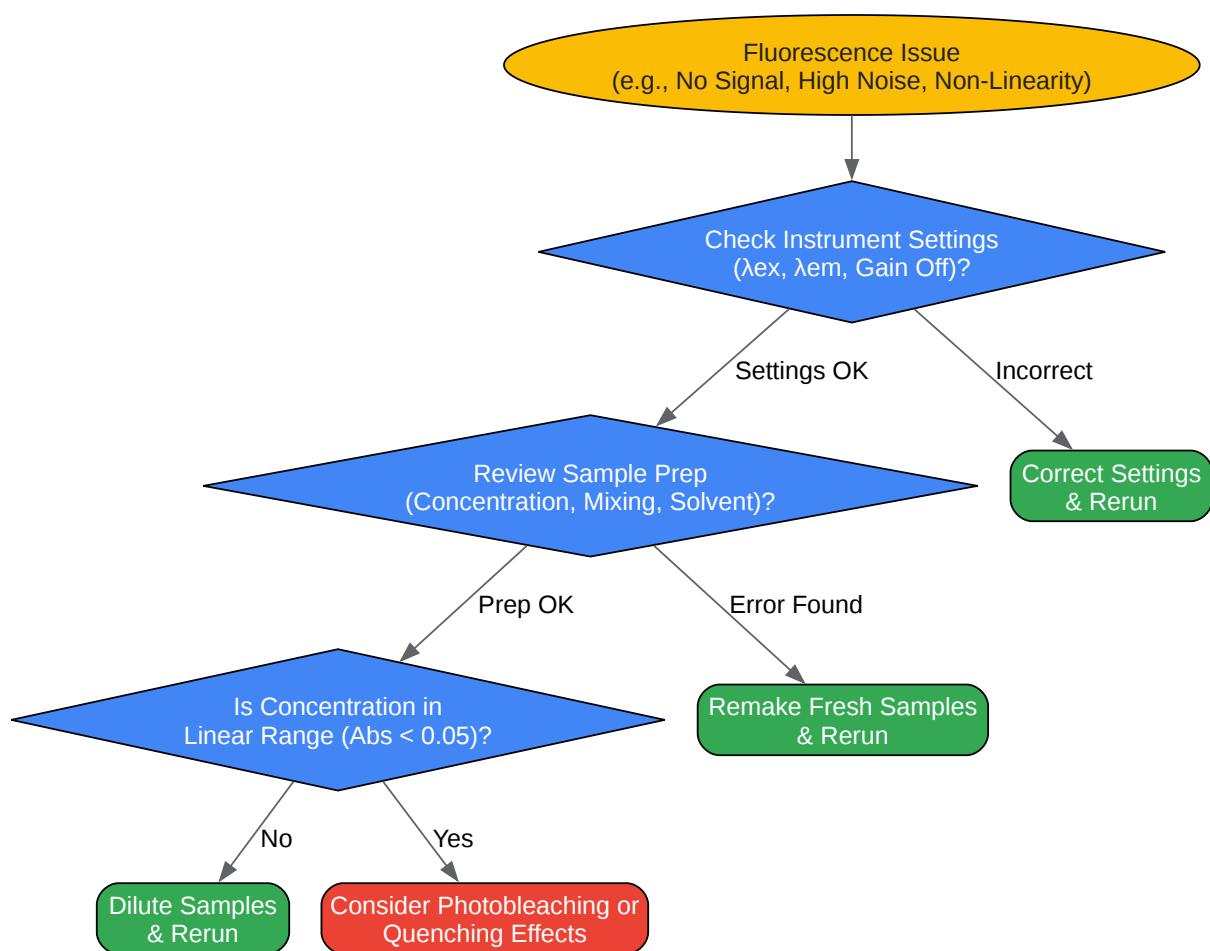 Fluorescence Issue
(e.g., No Signal, High Noise, Non-Linearity)
Check Instrument Settings
(λex, λem, Gain Off)?
Settings OK
Incorrect
Review Sample Prep
(Concentration, Mixing, Solvent)?
Correct Settings
& Rerun
Prep OK
Error Found
Is Concentration in
Linear Range (Abs < 0.05)?
Remake Fresh Samples
& Rerun
No
Yes
Dilute Samples
& Rerun
Consider Photobleaching or
Quenching Effects